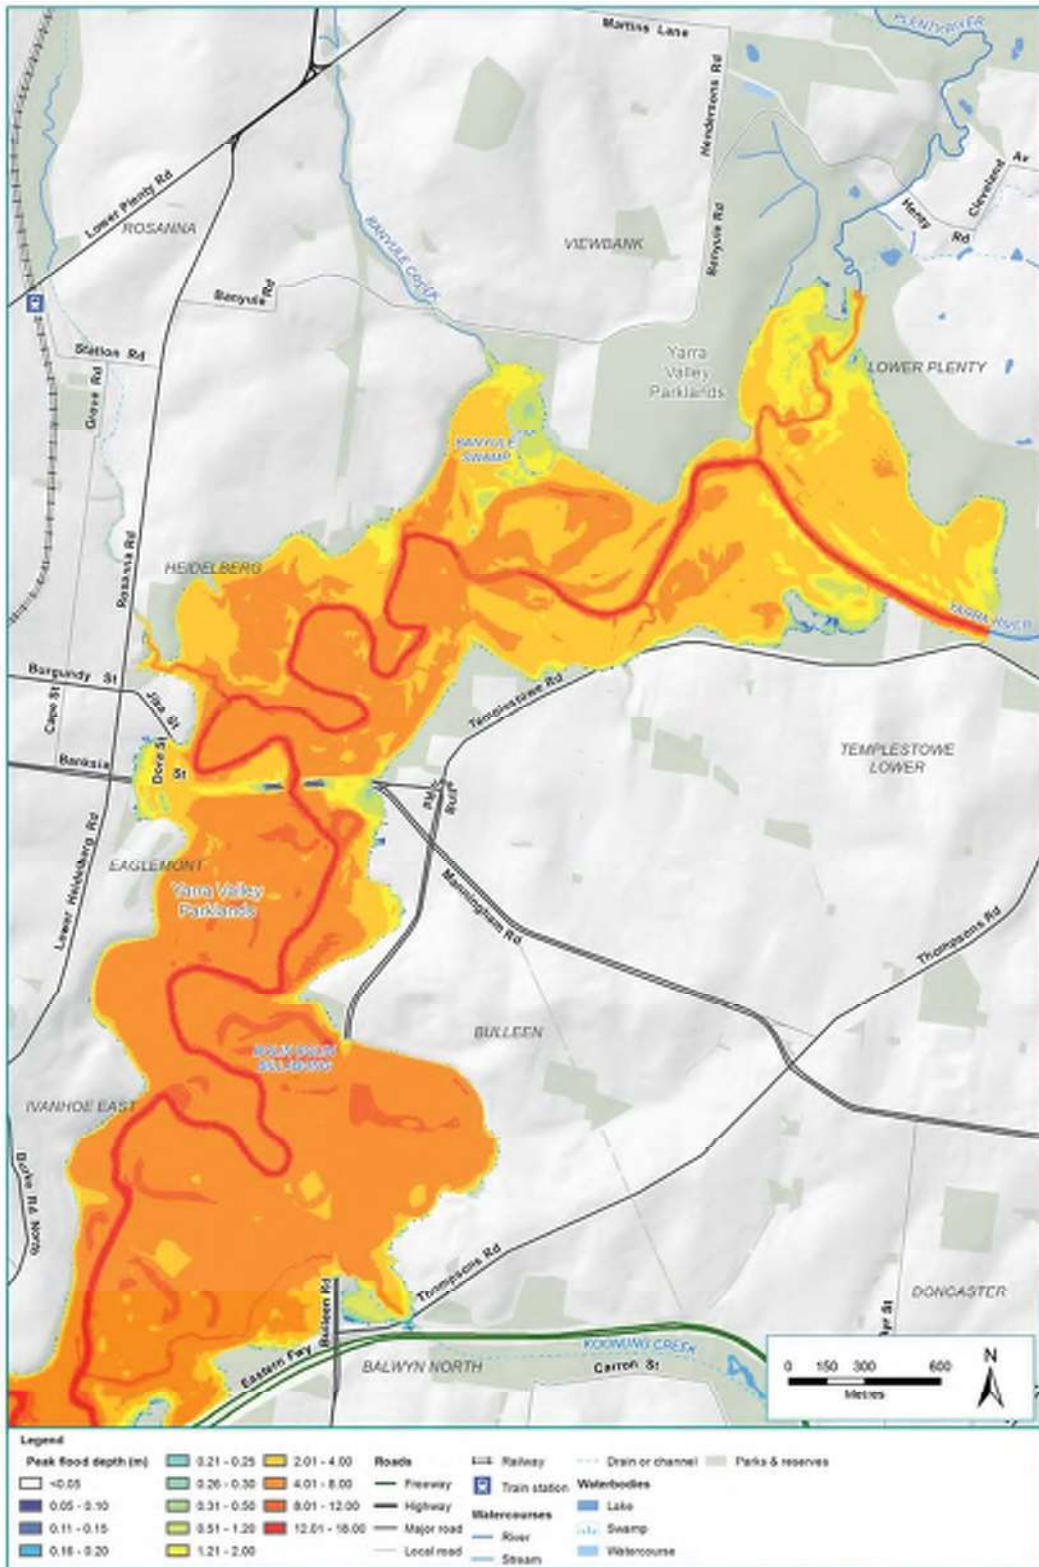 PLENTY RIVER
Martins Lane
Hendersons Rd
Cleveland Av
Lower Plenty Rd
ROSANNA
BANYULE CREEK
VIEWBANK
Banyule Rd
Henty Rd
Banyule Rd
Station Rd
Grove Rd
Yarra
Valley
Parklands
LOWER PLENTY
BANYULE
SWAMP
Rosanna Rd
HEIDELBERG
YARRA RIVER
Burgundy St
Cape St
Jika St
Templestowe Rd
Banksia St
Dora St
TEMPLESTOWE
LOWER
Lower Heidelberg Rd
EAGLEMONT
Yarra Valley
Parklands
Manningham Rd
Thompsons Rd
BULLEEN
BOLIN BOLIN
BILLABONG
IVANHOE EAST
Burke Rd North
Thompsons Rd
Bulleen Rd
DONCASTER
Eastern Fwy
BALWYN NORTH
KOONUNG CREEK
Carron St
N
0 150 300 600
Metres
Legend
Peak flood depth (m)
<0.05
0.05 - 0.10
0.11 - 0.15
0.16 - 0.20
0.21 - 0.25
0.26 - 0.30
0.31 - 0.50
0.51 - 1.20
1.21 - 2.00
2.01 - 4.00
4.01 - 8.00
8.01 - 12.00
12.01 - 18.00
Roads
Freeway
Highway
Major road
Local road
Railway
Train station
Watercourses
River
Stream
Drain or channel
Waterbodies
Lake
Swamp
Watercourse
Parks & reserves